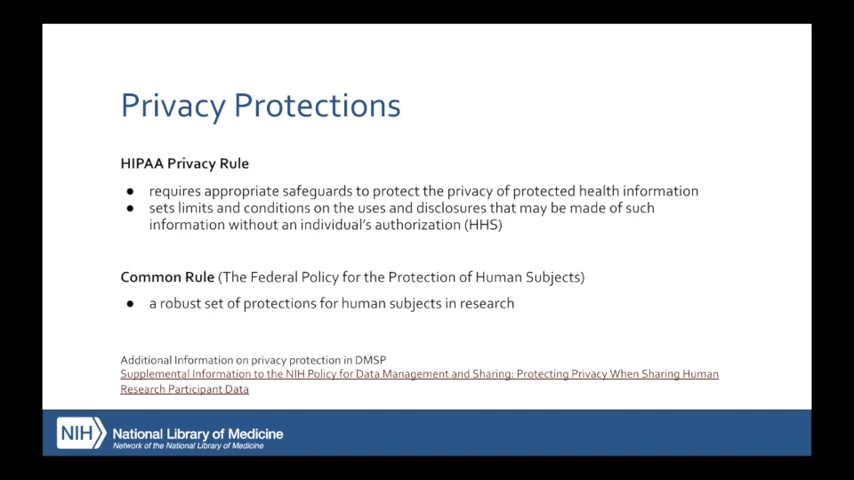 Privacy Protections
HIPAA Privacy Rule
● requires appropriate safeguards to protect the privacy of protected health information
● sets limits and conditions on the uses and disclosures that may be made of such
information without an individual's authorization (HHS)
Common Rule (The Federal Policy for the Protection of Human Subjects)
● a robust set of protections for human subjects in research
Additional Information on privacy protection in DMSP
Supplemental Information to the NIH Policy for Data Management and Sharing: Protecting Privacy When Sharing Human
Research Participant Data
NIH National Library of Medicine
Network of the National Library of Medicine